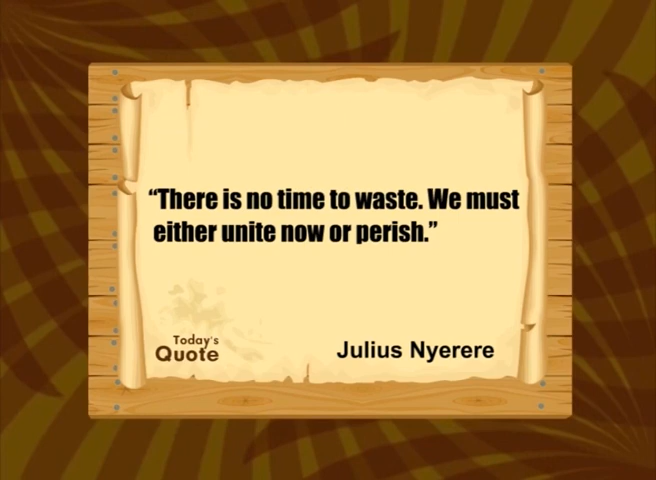 “There is no time to waste. We must
either unite now or perish.”
Today's
Quote
Julius Nyerere